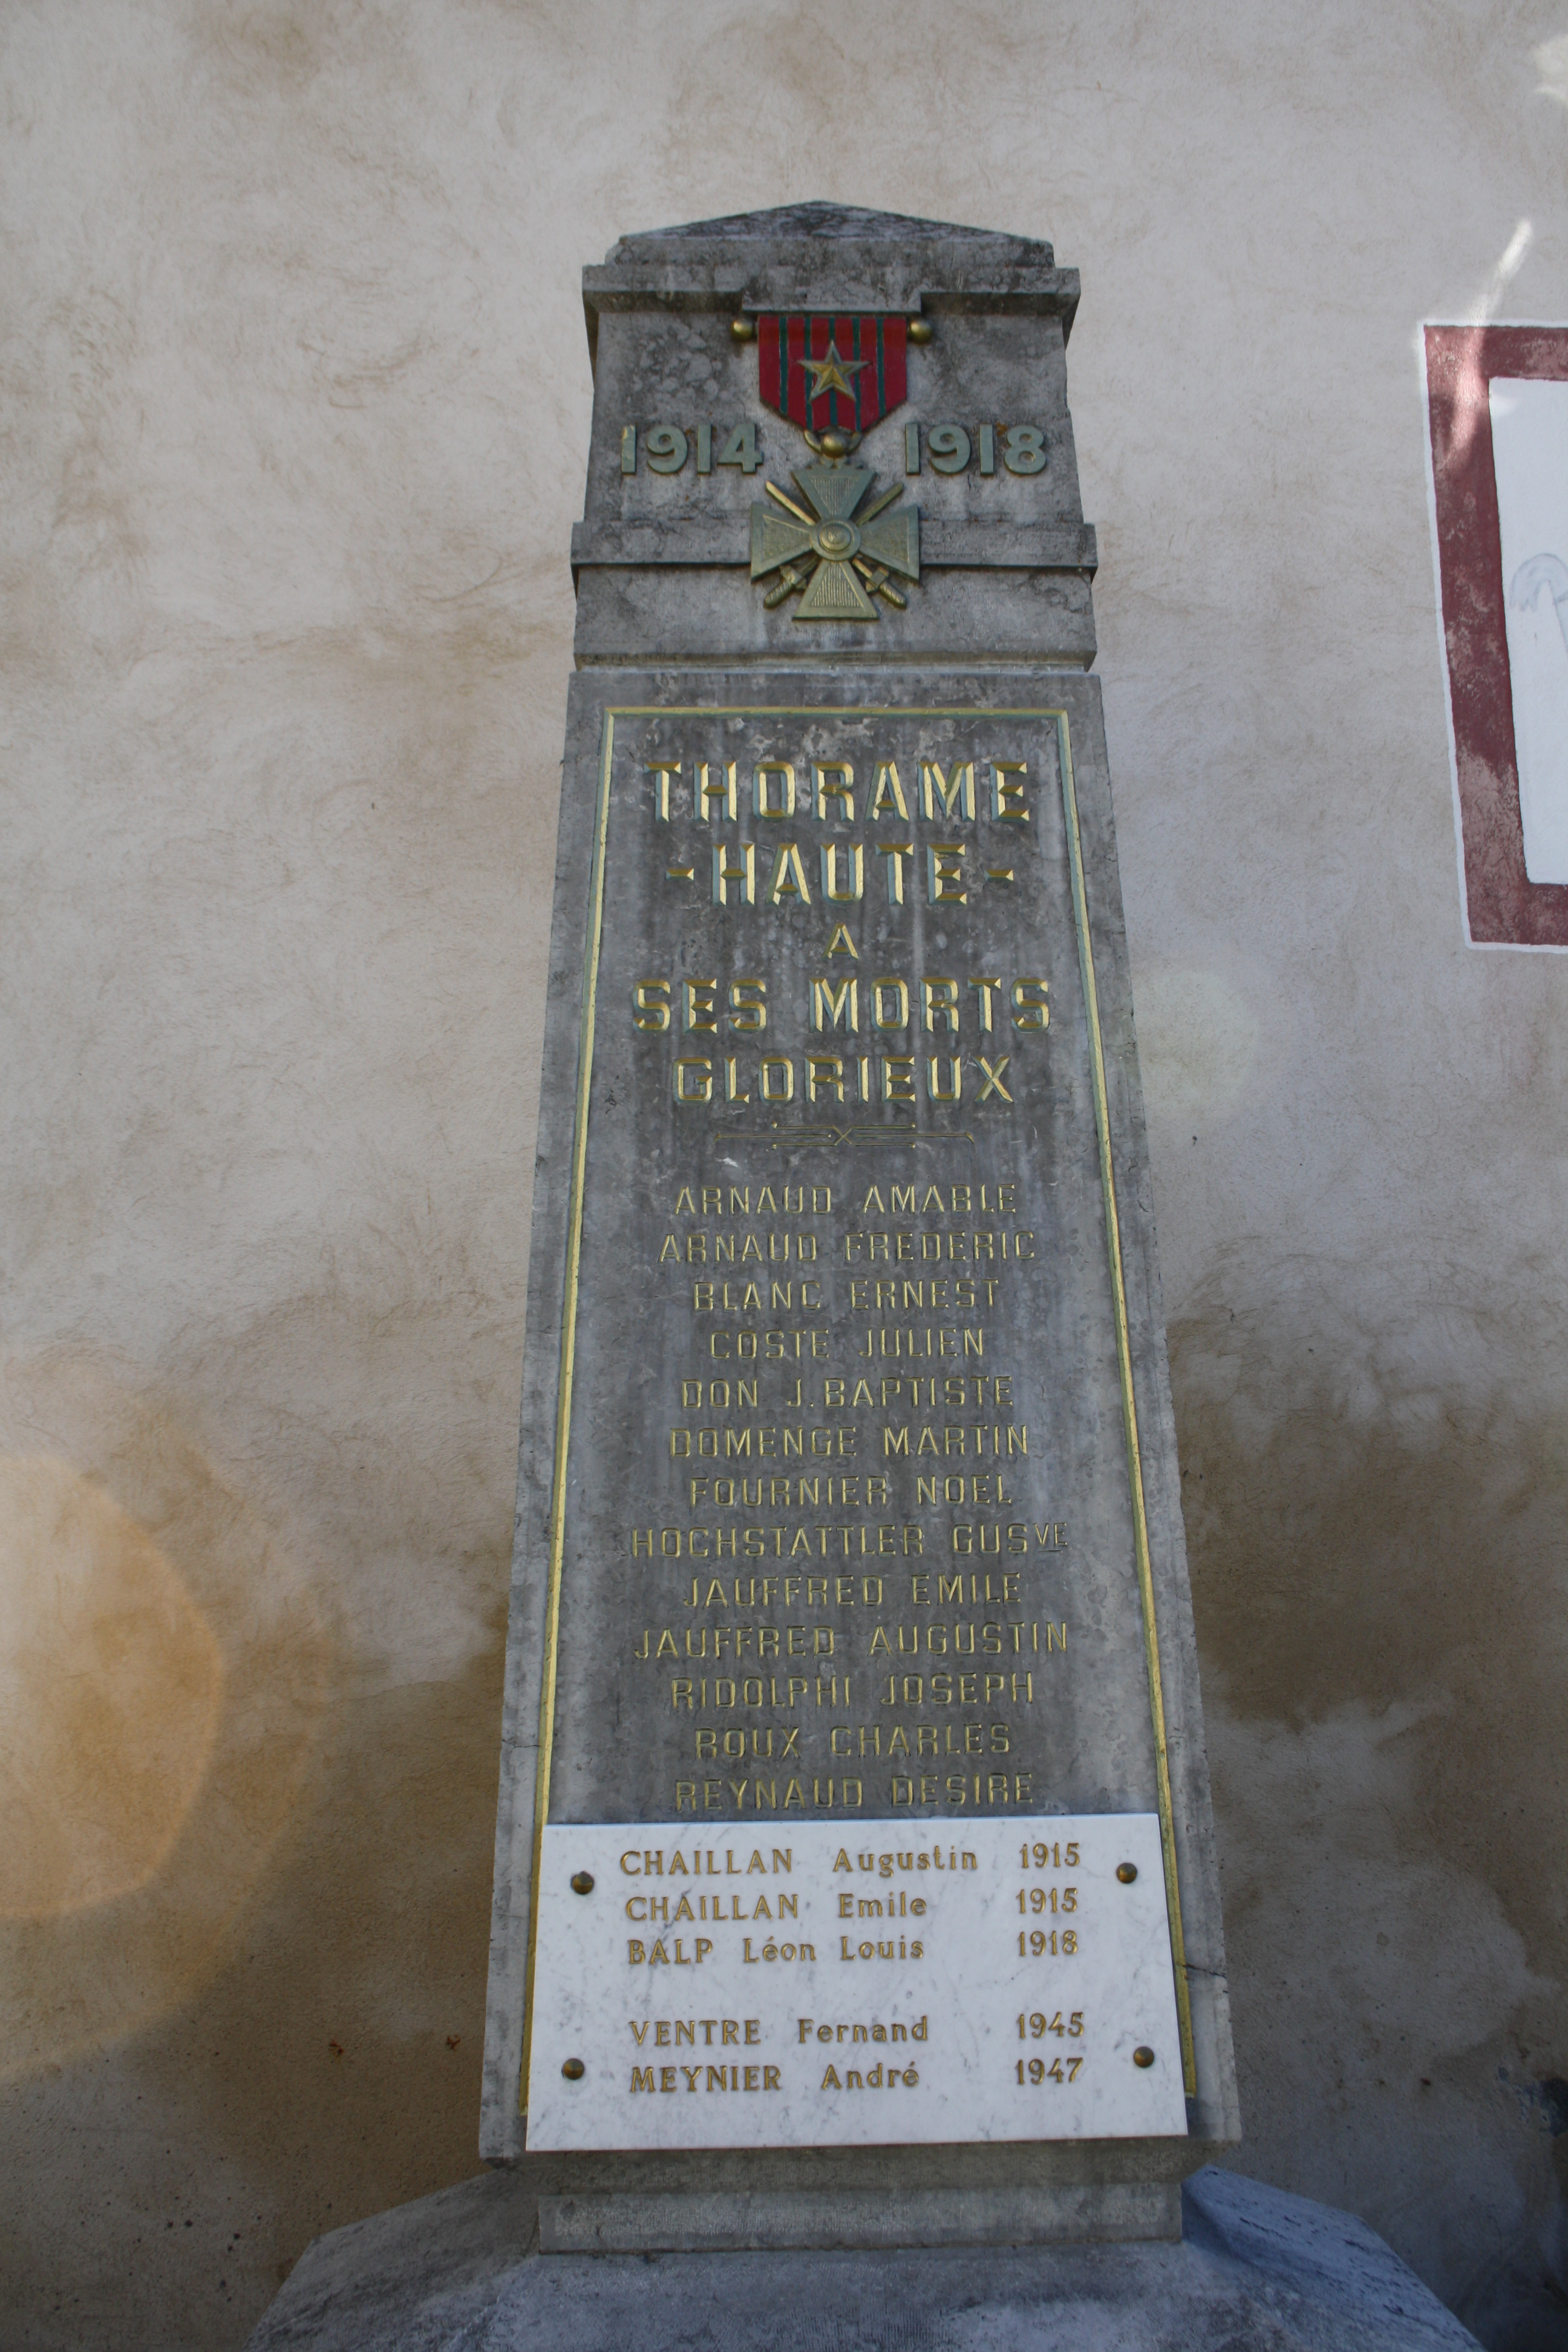 1914 1918
THORAME
-HAUTE-
A
SES MORTS
GLORIEUX
ARNAUD AMABLE
ARNAUD FREDERIC
BLANC ERNEST
COSTE JULIEN
DON J.BAPTISTE
DOMENGE MARTIN
FOURNIER NOEL
HOCHSTATTLER GUSVE
JAUFFRED EMILE
JAUFFRED AUGUSTIN
RIDOLPHI JOSEPH
ROUX CHARLES
REYNAUD DESIRE
CHAILLAN Augustin 1915
CHAILLAN Emile 1915
BALP Léon Louis 1918
VENTRE Fernand 1945
MEYNIER André 1947